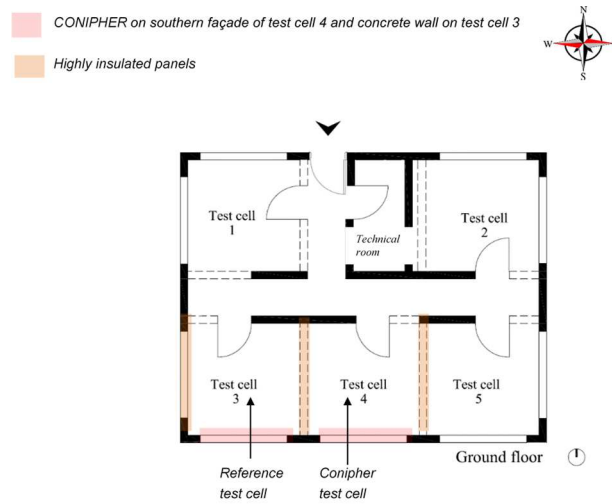 CONIPHER on southern façade of test cell 4 and concrete wall on test cell 3
Highly insulated panels
N
W
E
S
Test cell
1
Technical
room
Test cell
2
Test cell
3
Test cell
4
Test cell
5
Ground floor
Reference
test cell
Conipher
test cell